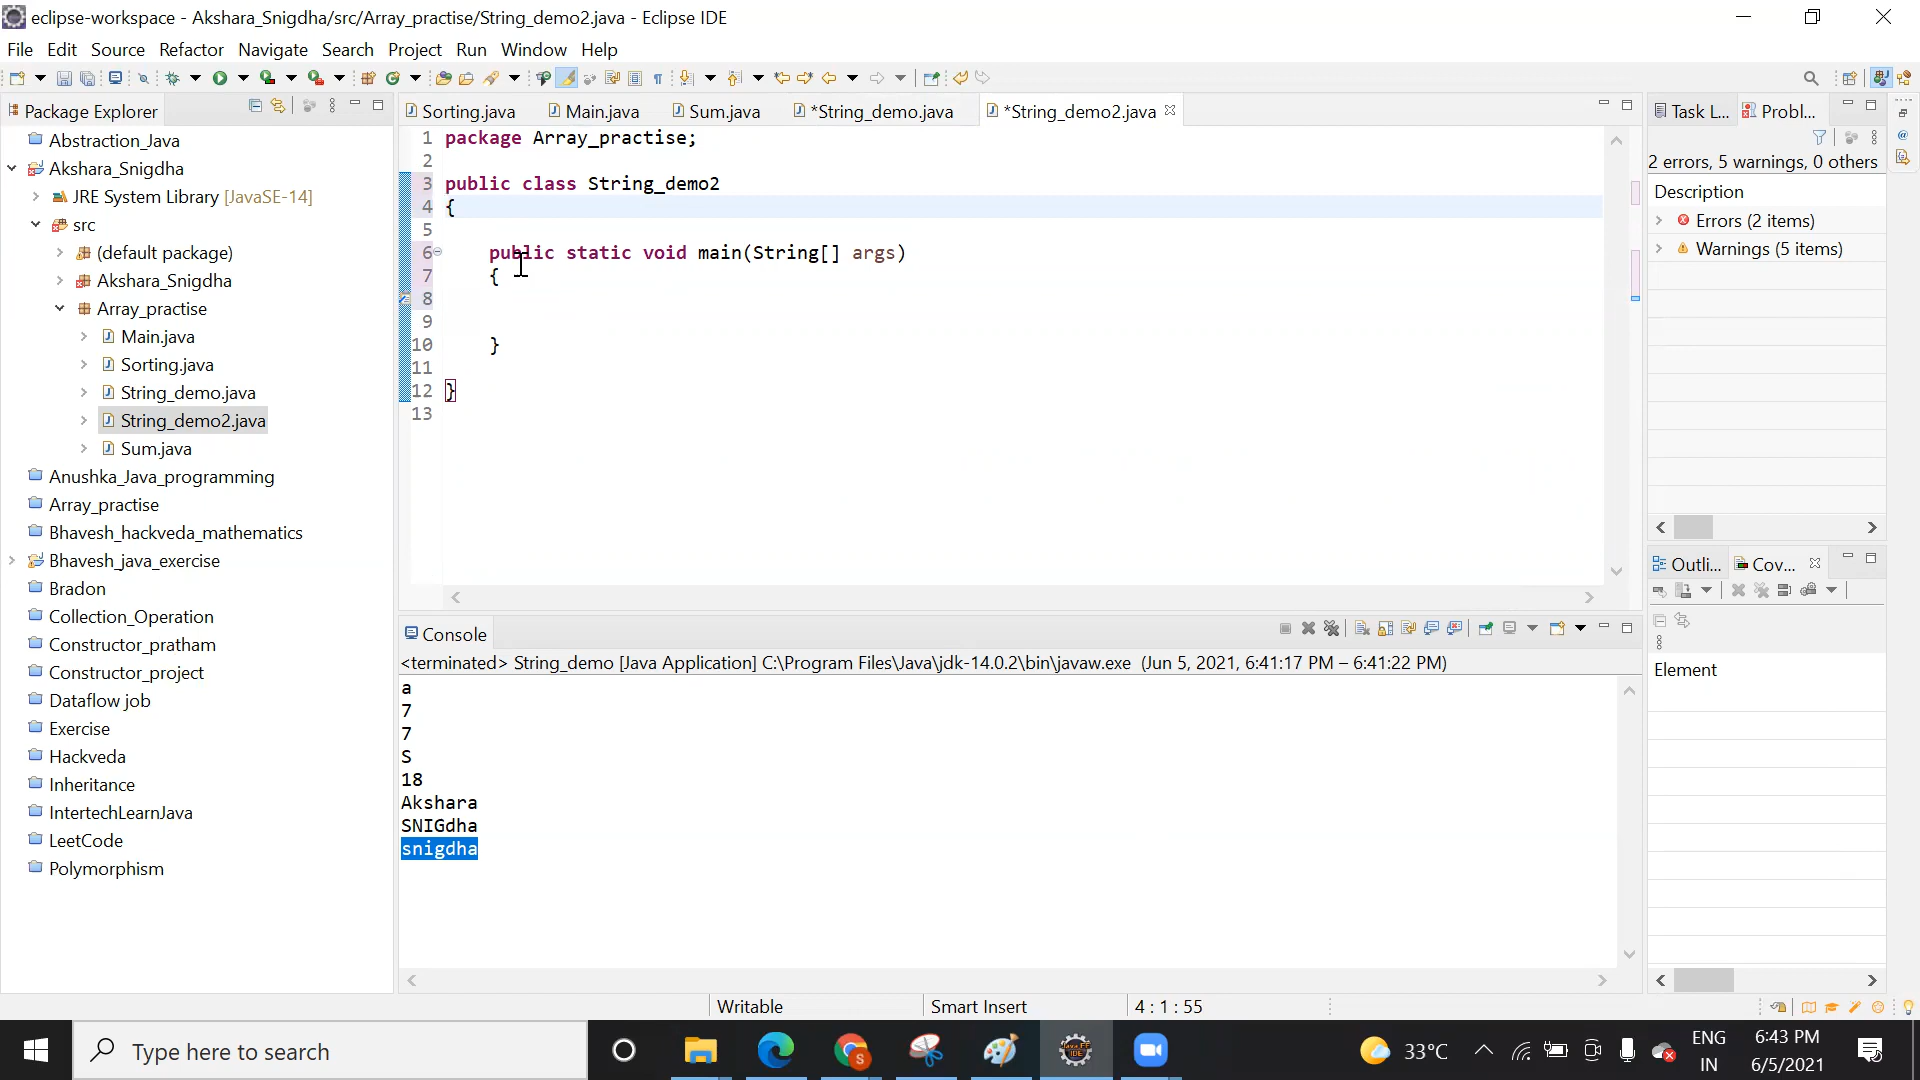 eclipse-workspace - Akshara_Snigdha/src/Array_practise/String_demo2.java - Eclipse IDE
File Edit Source Refactor Navigate Search Project Run Window Help
Package Explorer
Abstraction_Java
Akshara_Snigdha
JRE System Library [JavaSE-14]
src
(default package)
Akshara_Snigdha
Array_practise
Main.java
Sorting.java
String_demo.java
String_demo2.java
Sum.java
Anushka_Java_programming
Array_practise
Bhavesh_hackveda_mathematics
Bhavesh_java_exercise
Bradon
Collection_Operation
Constructor_pratham
Constructor_project
Dataflow job
Exercise
Hackveda
Inheritance
IntertechLearnJava
LeetCode
Polymorphism
Sorting.java Main.java Sum.java *String_demo.java *String_demo2.java
1 package Array_practise;
2
3 public class String_demo2
4 {
5
6 public static void main(String[] args)
7 {
8
9
10 }
11
12 }
13
Console
<terminated> String_demo [Java Application] C:\Program Files\Java\jdk-14.0.2\bin\javaw.exe (Jun 5, 2021, 6:41:17 PM – 6:41:22 PM)
a
7
7
S
18
Akshara
SNIGdha
snigdha
Task L... Proble...
2 errors, 5 warnings, 0 others
Description
Errors (2 items)
Warnings (5 items)
Outli... Cov...
Element
Writable Smart Insert 4 : 1 : 55
Type here to search
33°C
ENG
IN
6:43 PM
6/5/2021